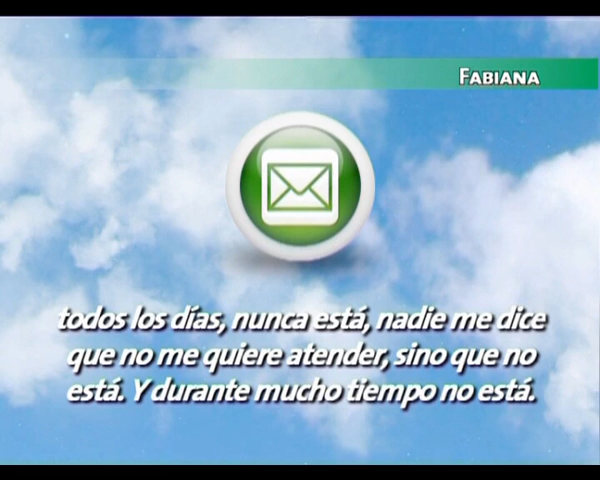 FABIANA
todos los días, nunca está, nadie me dice
que no me quiere atender, sino que no
está. Y durante mucho tiempo no está.